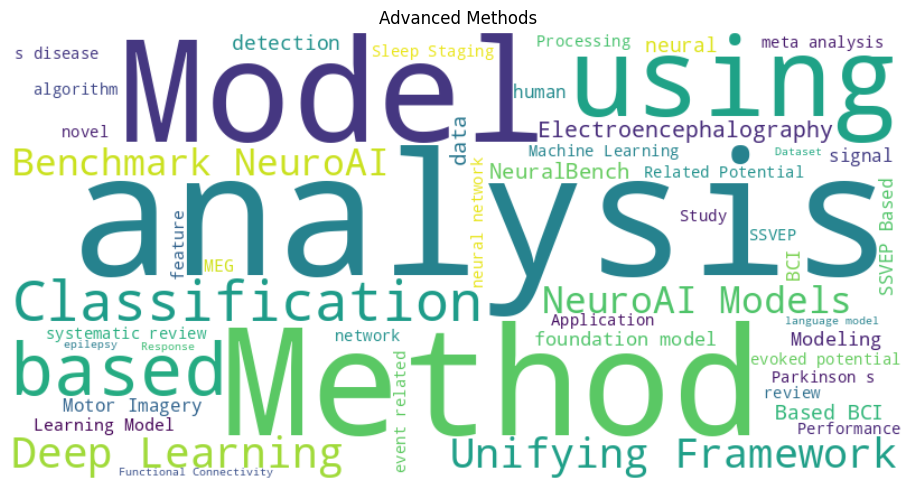 Advanced Methods
s disease
detection
Sleep Staging
Processing
neural
meta analysis
algorithm
Model
human
using
novel
data
Electroencephalography
Benchmark NeuroAI
Machine Learning
Dataset
signal
NeuralBench
Related Potential
analysis
neural network
feature
MEG
Study
SSVEP
BCI
SSVEP Based
Classification
NeuroAI Models
Application
language model
systematic review
network
foundation model
Modeling
epilepsy
Response
based
Method
event related
evoked potential
Parkinson s
review
Motor Imagery
Based BCI
Learning Model
Performance
Deep Learning
Unifying Framework
Functional Connectivity